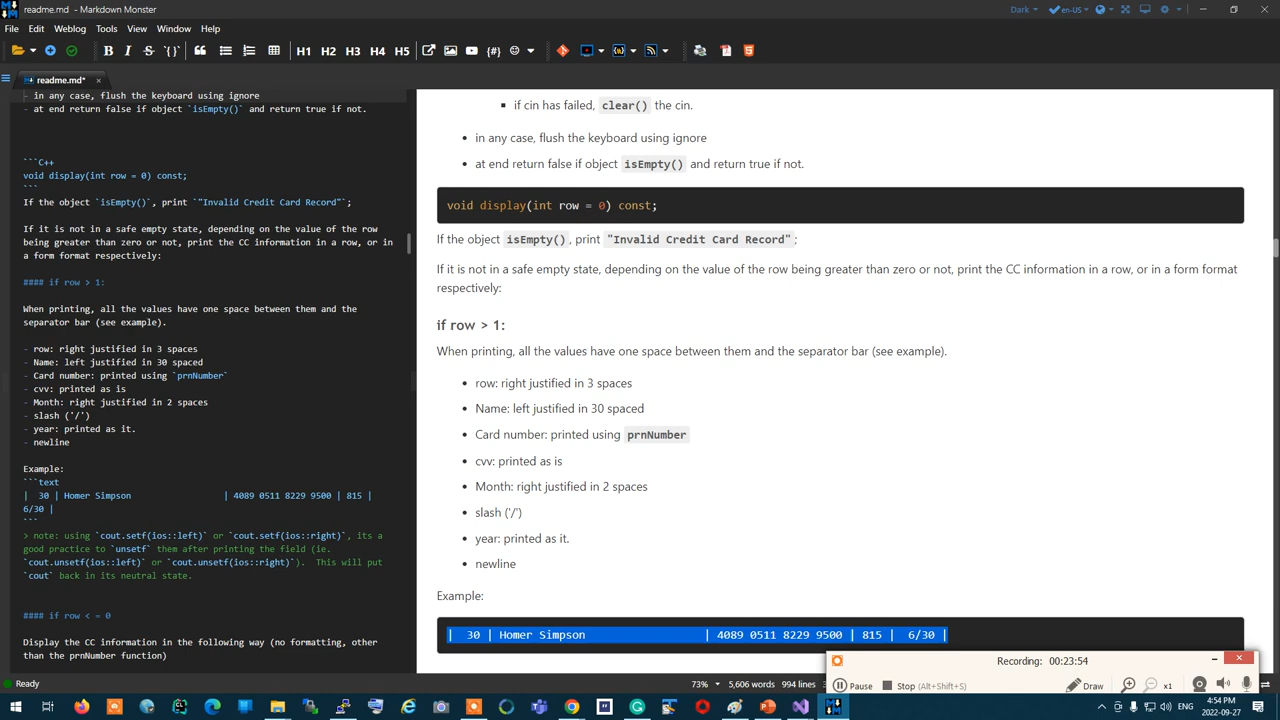 readme.md* - Markdown Monster
Dark
en-US
File Edit Weblog Tools View Window Help
B I S `{} H1 H2 H3 H4 H5 {#}
readme.md*
- in any case, flush the keyboard using ignore
- at end return false if object `isEmpty()` and return true if not.
```C++
void display(int row = 0) const;
```
If the object `isEmpty()`, print `"Invalid Credit Card Record"`;
If it is not in a safe empty state, depending on the value of the row
being greater than zero or not, print the CC information in a row, or in
a form format respectively:
#### if row > 1:
When printing, all the values have one space between them and the
separator bar (see example).
- row: right justified in 3 spaces
- Name: left justified in 30 spaced
- Card number: printed using `prnNumber`
- cvv: printed as is
- Month: right justified in 2 spaces
- slash ('/')
- year: printed as it.
- newline
Example:
```text
| 30 | Homer Simpson | 4089 0511 8229 9500 | 815 |
6/30 |
```
> note: using `cout.setf(ios::left)` or `cout.setf(ios::right)`, its a
good practice to `unsetf` them after printing the field (ie.
`cout.unsetf(ios::left)` or `cout.unsetf(ios::right)`). This will put
`cout` back in its neutral state.
#### if row < = 0
Display the CC information in the following way (no formatting, other
than the prnNumber function)
if cin has failed, clear() the cin.
in any case, flush the keyboard using ignore
at end return false if object isEmpty() and return true if not.
void display(int row = 0) const;
If the object isEmpty(), print "Invalid Credit Card Record";
If it is not in a safe empty state, depending on the value of the row being greater than zero or not, print the CC information in a row, or in a form format
respectively:
if row > 1:
When printing, all the values have one space between them and the separator bar (see example).
row: right justified in 3 spaces
Name: left justified in 30 spaced
Card number: printed using prnNumber
cvv: printed as is
Month: right justified in 2 spaces
slash ('/')
year: printed as it.
newline
Example:
| 30 | Homer Simpson | 4089 0511 8229 9500 | 815 | 6/30 |
Recording: 00:23:54
Pause Stop (Alt+Shift+S) Draw x1
Ready 73% 5,606 words 994 lines
ENG 4:54 PM
2022-09-27